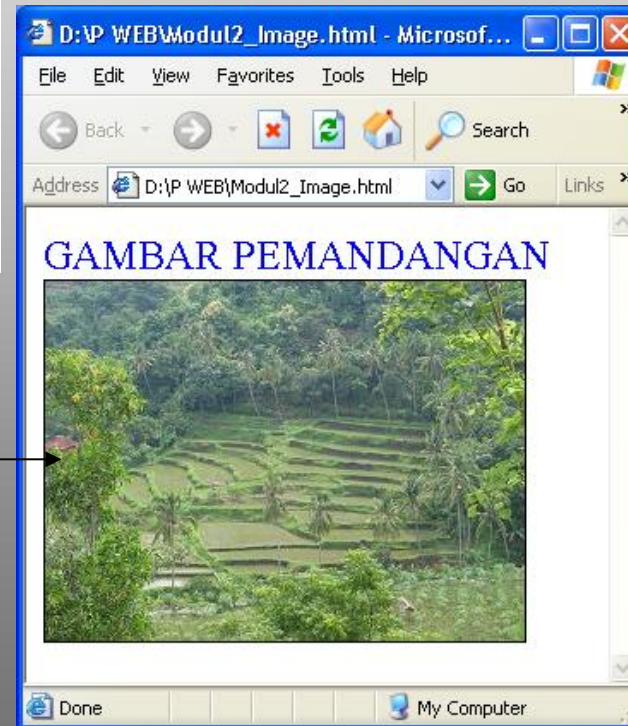 D:\P WEB\Modul2_Image.html - Microsof...
File Edit View Favorites Tools Help
Back Search »
Address D:\P WEB\Modul2_Image.html Go Links »
GAMBAR PEMANDANGAN
Done My Computer